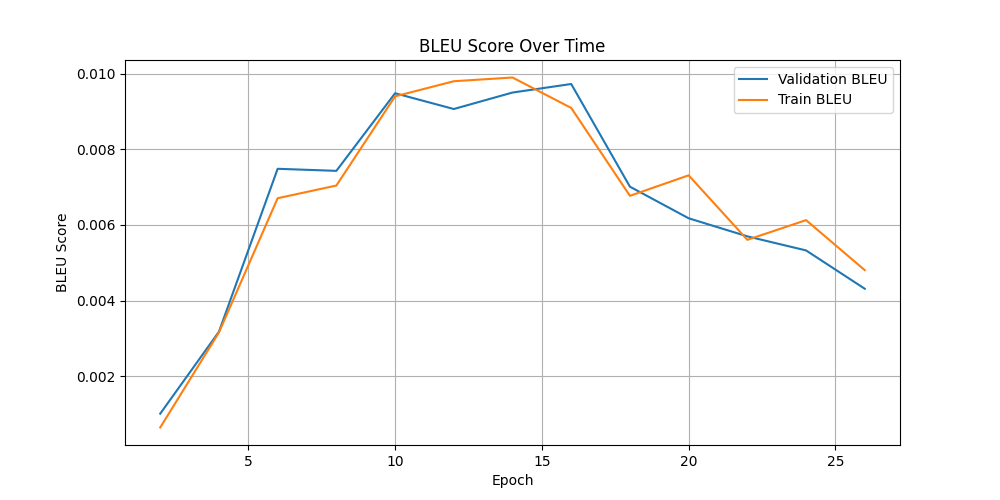 BLEU Score Over Time
0.010
0.008
0.006
0.004
0.002
BLEU Score
Validation BLEU
Train BLEU
5
10
15
20
25
Epoch